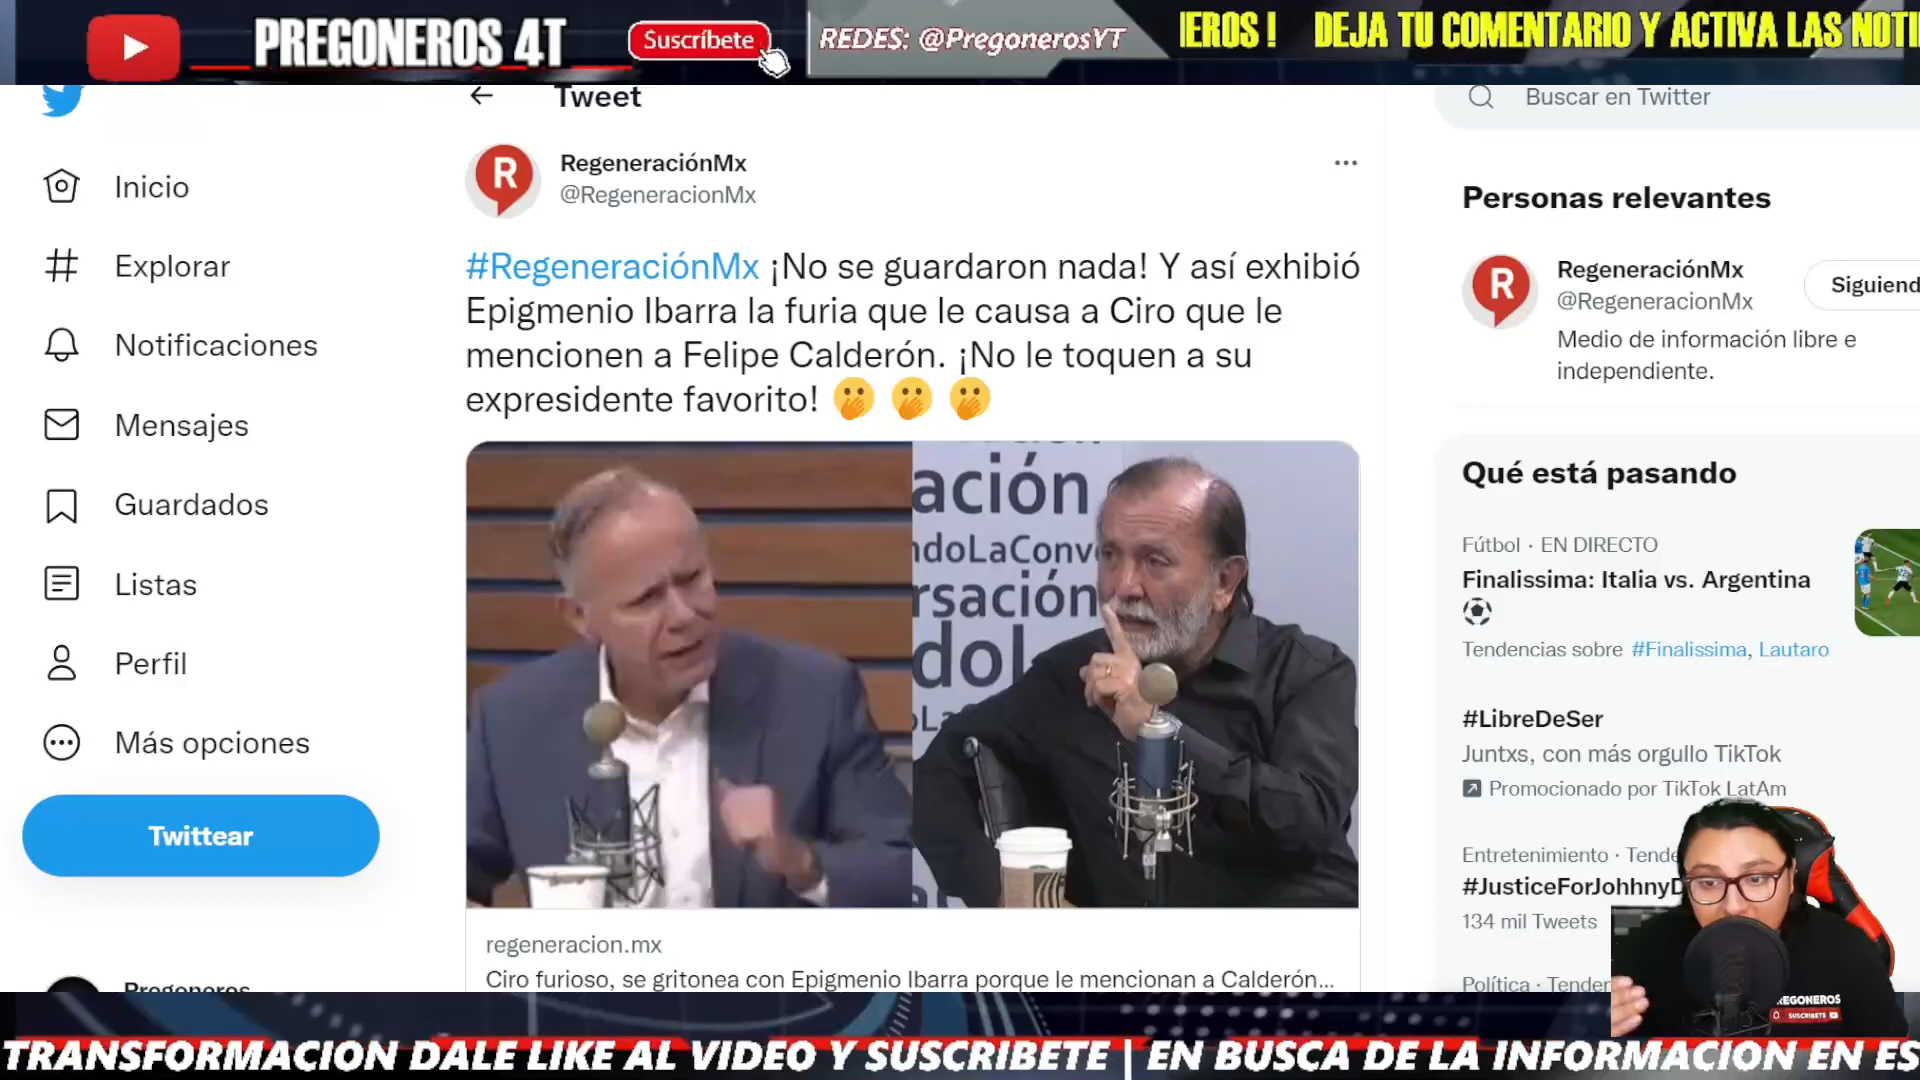 PREGONEROS 4T
Suscríbete
REDES: @PregonerosYT
DEJA TU COMENTARIO Y ACTIVA LAS
Tweet
Buscar en Twitter
Inicio
Explorar
Notificaciones
Mensajes
Guardados
Listas
Perfil
Más opciones
Twittear
Pregoneros
R
RegeneraciónMx
@RegeneracionMx
#RegeneraciónMx ¡No se guardaron nada! Y así exhibió
Epigmenio Ibarra la furia que le causa a Ciro que le
mencionen a Felipe Calderón. ¡No le toquen a su
expresidente favorito!
ación
ndoLaConv
rsación
dol
regeneracion.mx
Ciro furioso, se gritonea con Epigmenio Ibarra porque le mencionan a Calderón...
Personas relevantes
R
RegeneraciónMx
@RegeneracionMx
Siguiend
Medio de información libre e
independiente.
Qué está pasando
Fútbol · EN DIRECTO
Finalissima: Italia vs. Argentina
Tendencias sobre #Finalissima, Lautaro
#LibreDeSer
Juntxs, con más orgullo TikTok
Promocionado por TikTok LatAm
Entretenimiento · Tende
#JusticeForJohhnyD
134 mil Tweets
Política · Tender
REGONEROS
SUSCRIBETE
TRANSFORMACION DALE LIKE AL VIDEO Y SUSCRIBETE | EN BUSCA DE LA INFORMACION EN ES